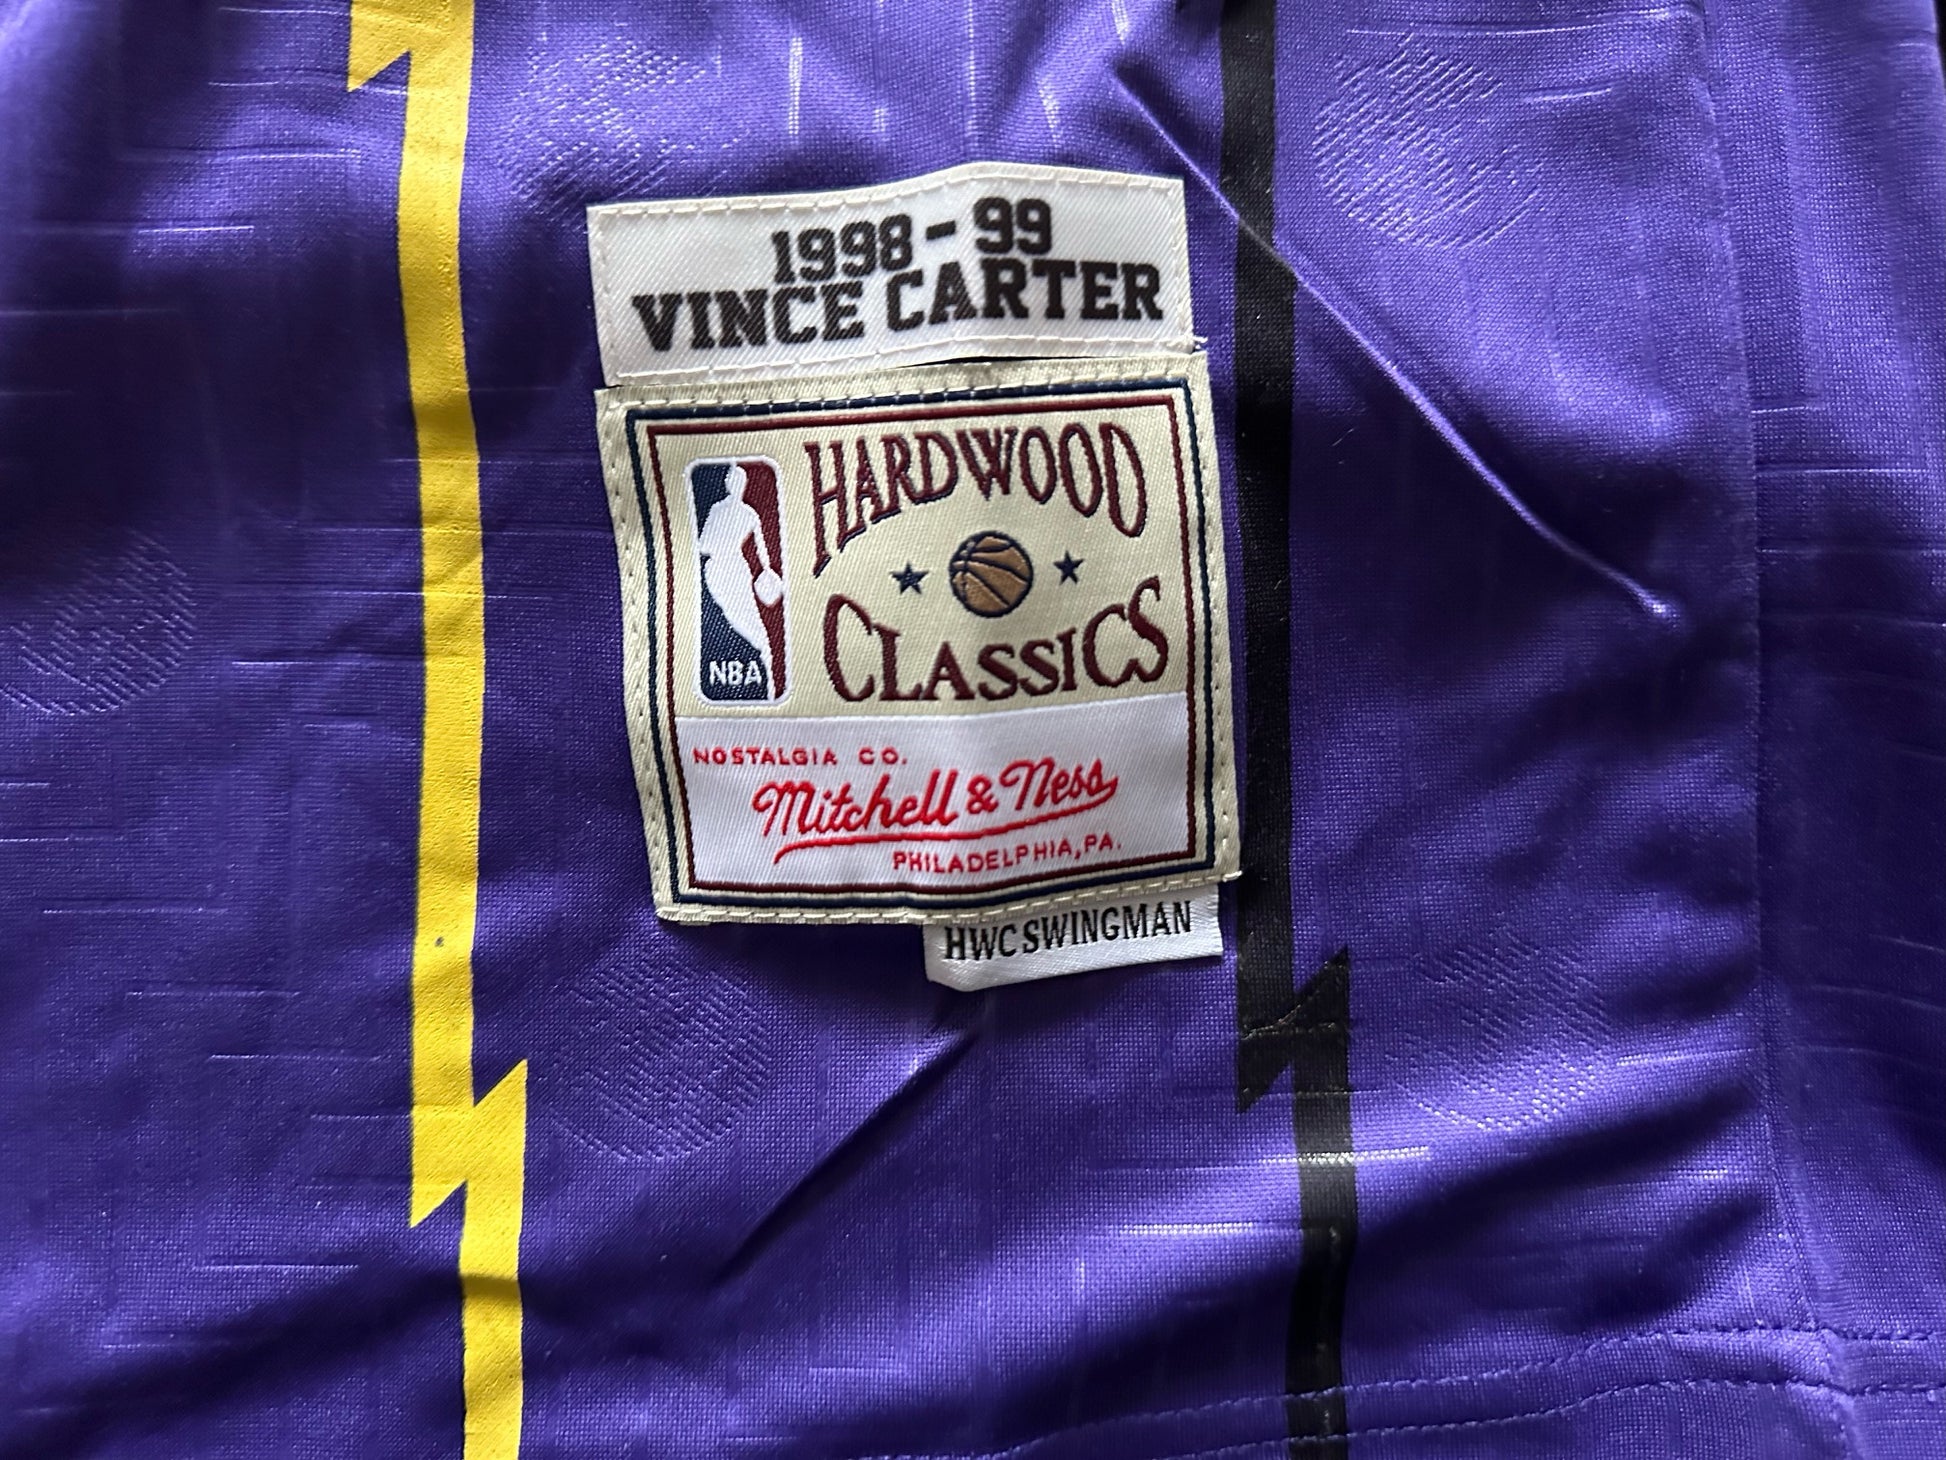 1998-99
VINCE CARTER
HARDWOOD
CLASSICS
NBA
NOSTALGIA CO.
Mitchell & Ness
PHILADELPHIA, PA.
HWC SWINGMAN